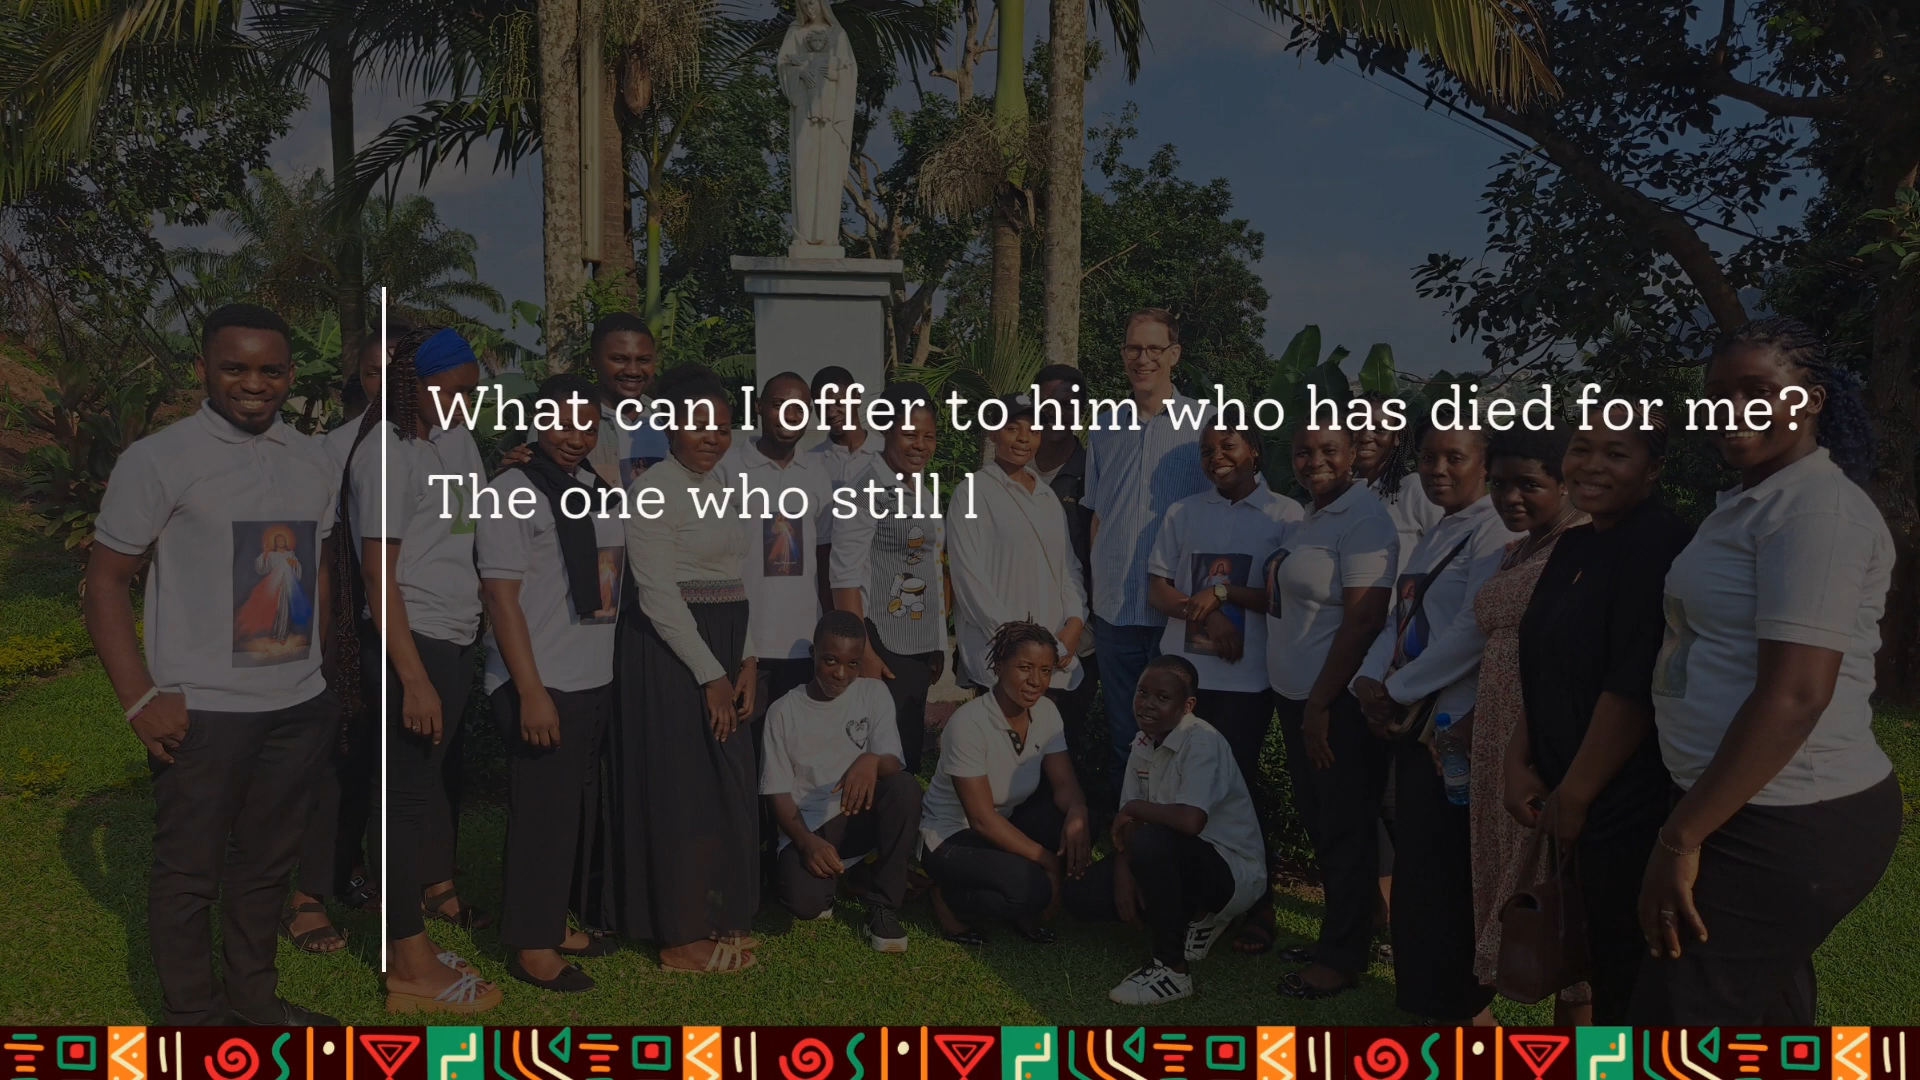 What can I offer to him who has died for me?
The one who still l